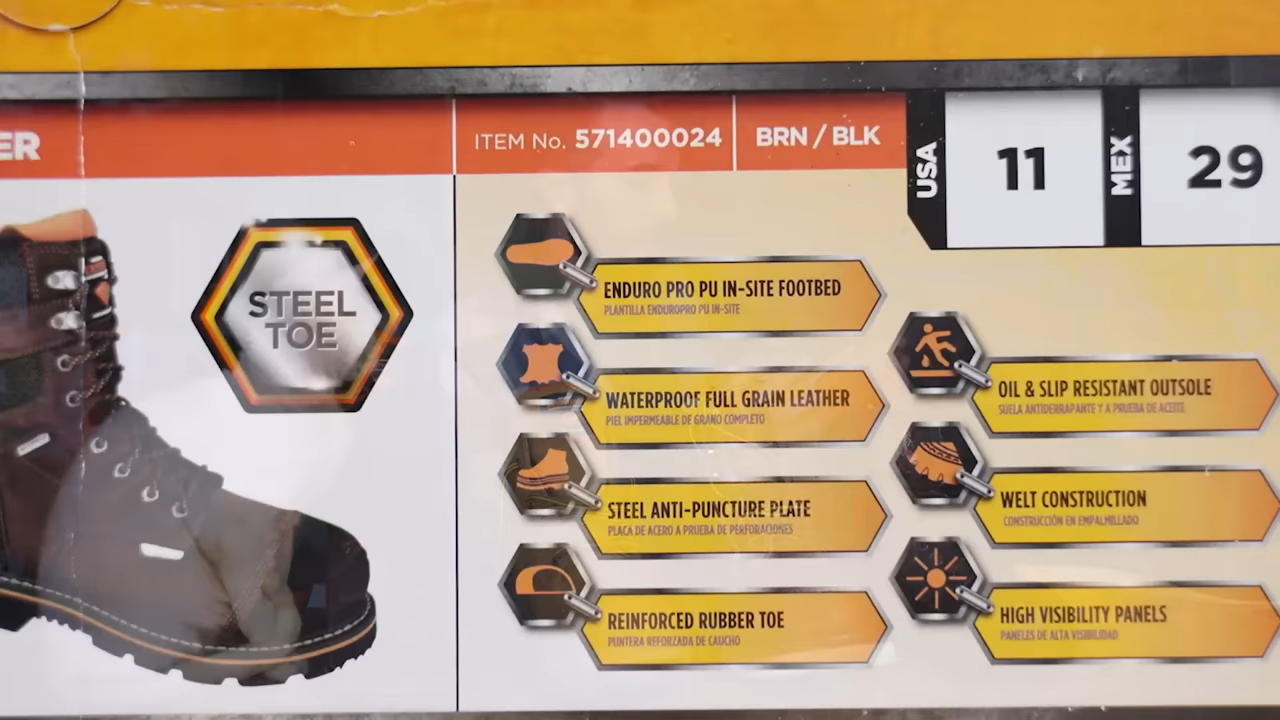 ER
ITEM No. 571400024
BRN / BLK
USA
11
MEX
29
STEEL
TOE
ENDURO PRO PU IN-SITE FOOTBED
PLANTILLA ENDUROPRO PU IN-SITE
WATERPROOF FULL GRAIN LEATHER
PIEL IMPERMEABLE DE GRANO COMPLETO
STEEL ANTI-PUNCTURE PLATE
PLACA DE ACERO A PRUEBA DE PERFORACIONES
REINFORCED RUBBER TOE
PUNTERA REFORZADA DE CAUCHO
OIL & SLIP RESISTANT OUTSOLE
SUELA ANTIDERRAPANTE Y A PRUEBA DE ACEITE
WELT CONSTRUCTION
CONSTRUCCIÓN EN EMPALMILLADO
HIGH VISIBILITY PANELS
PANELES DE ALTA VISIBILIDAD